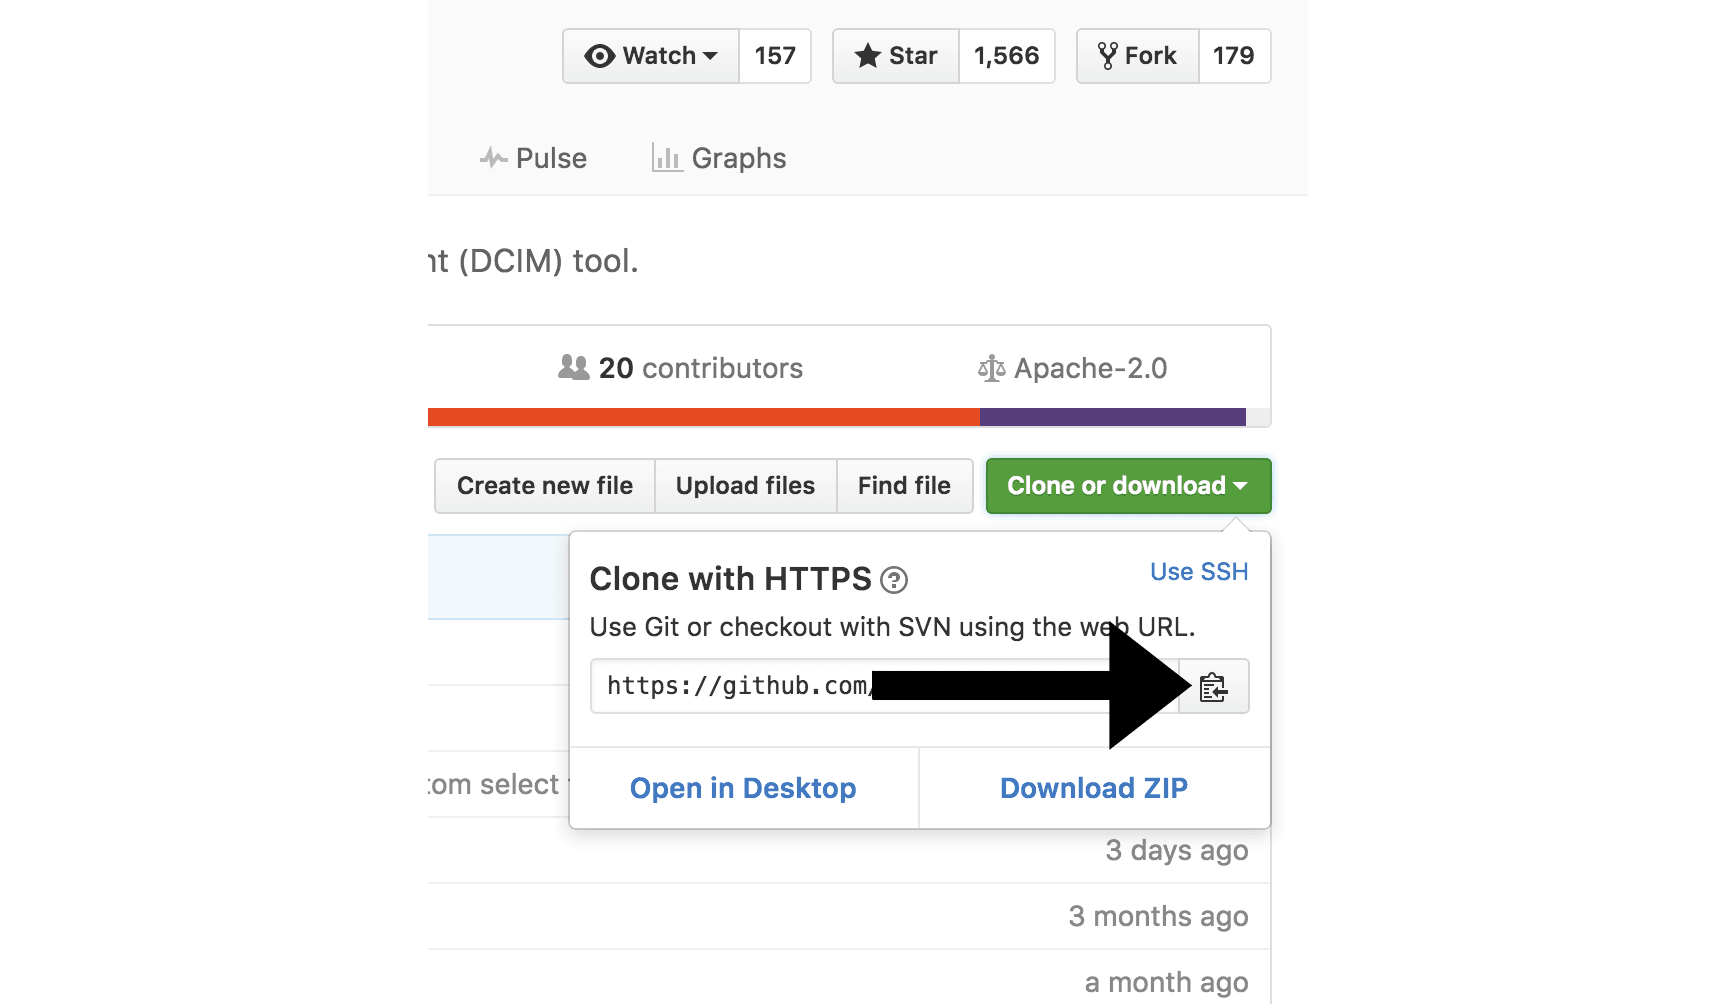 Watch 157 Star 1,566 Fork 179
Pulse Graphs
(DCIM) tool.
20 contributors Apache-2.0
Create new file Upload files Find file Clone or download
Clone with HTTPS ? Use SSH
Use Git or checkout with SVN using the web URL.
https://github.com/
select
Open in Desktop Download ZIP
3 days ago
3 months ago
a month ago